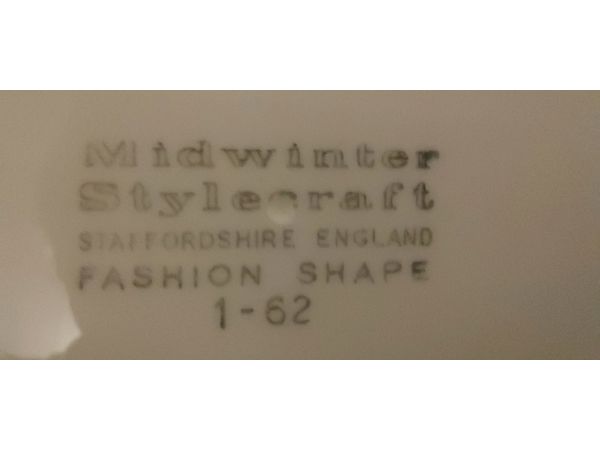 Midwinter
Stylecraft
STAFFORDSHIRE ENGLAND
FASHION SHAPE
1-62